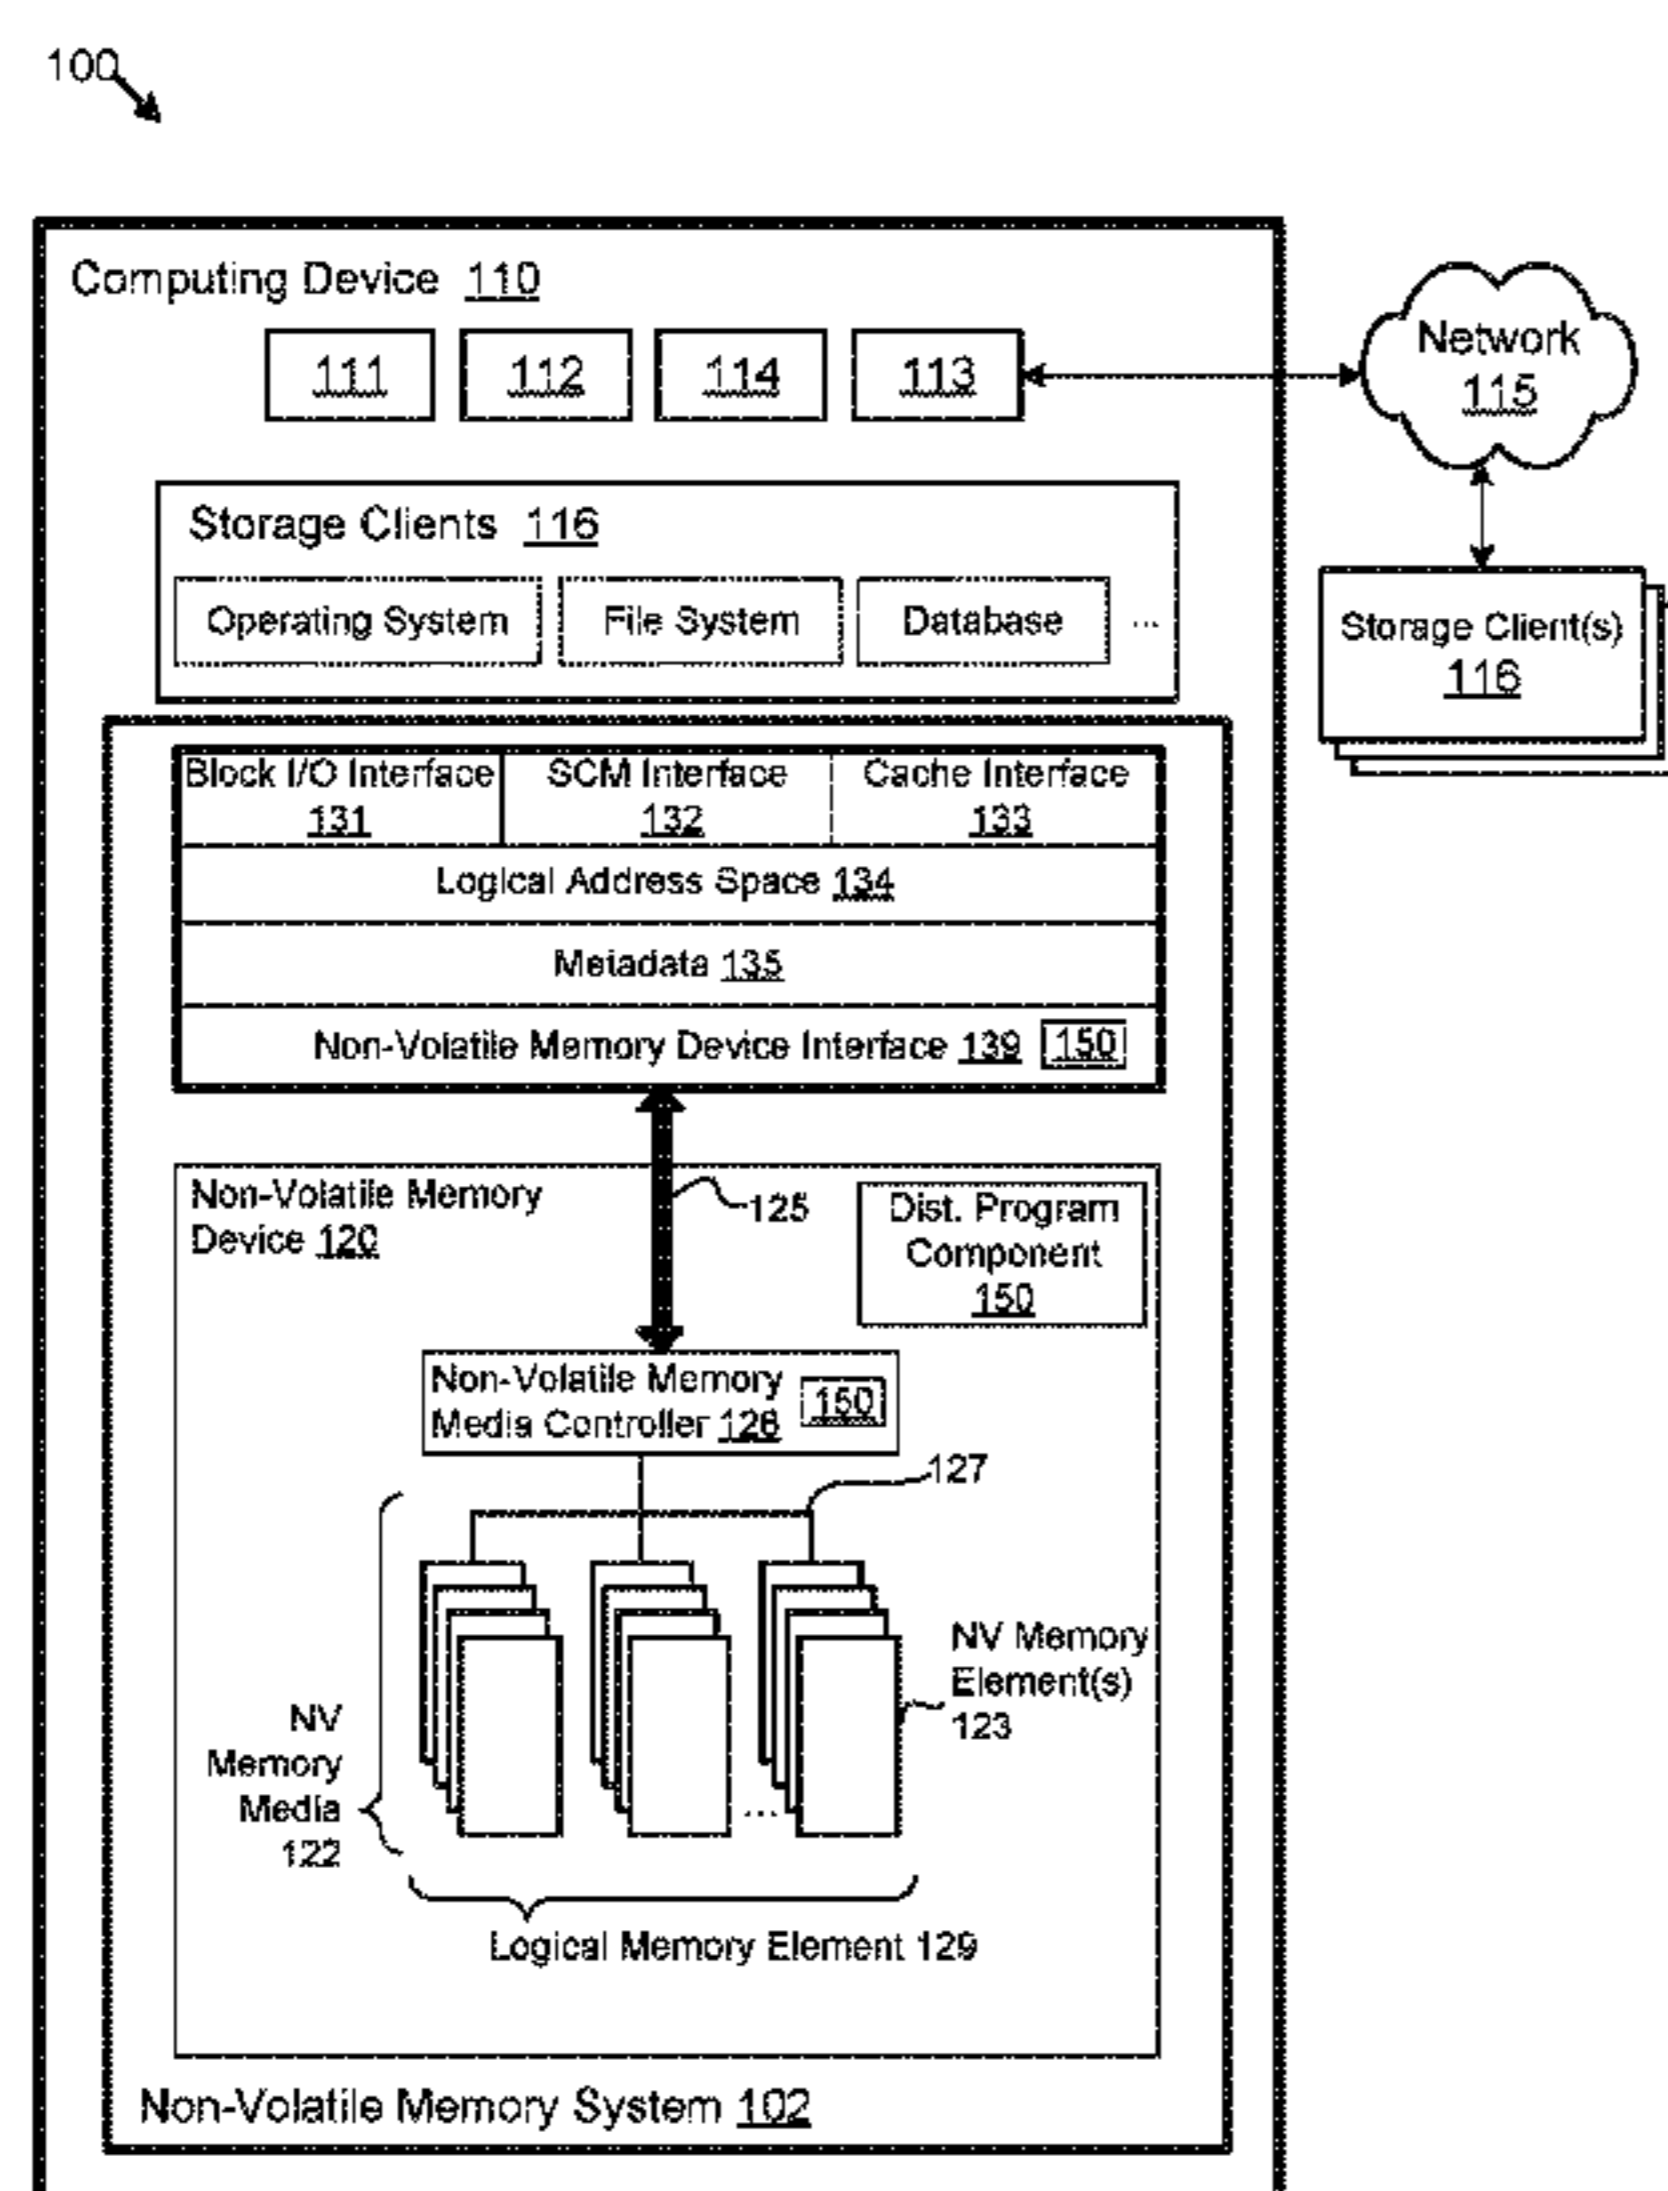 100
Computing Device 110
111 112 114 113
Network
115
Storage Clients 116
Operating System File System Database ...
Storage Client(s)
116
Block I/O Interface
131
SCM Interface
132
Cache Interface
133
Logical Address Space 134
Metadata 135
Non-Volatile Memory Device Interface 139 150
Non-Volatile Memory
Device 120
125
Dist. Program
Component
150
Non-Volatile Memory
Media Controller 126
150
127
NV Memory
Element(s)
123
NV
Memory
Media
122
...
Logical Memory Element 129
Non-Volatile Memory System 102